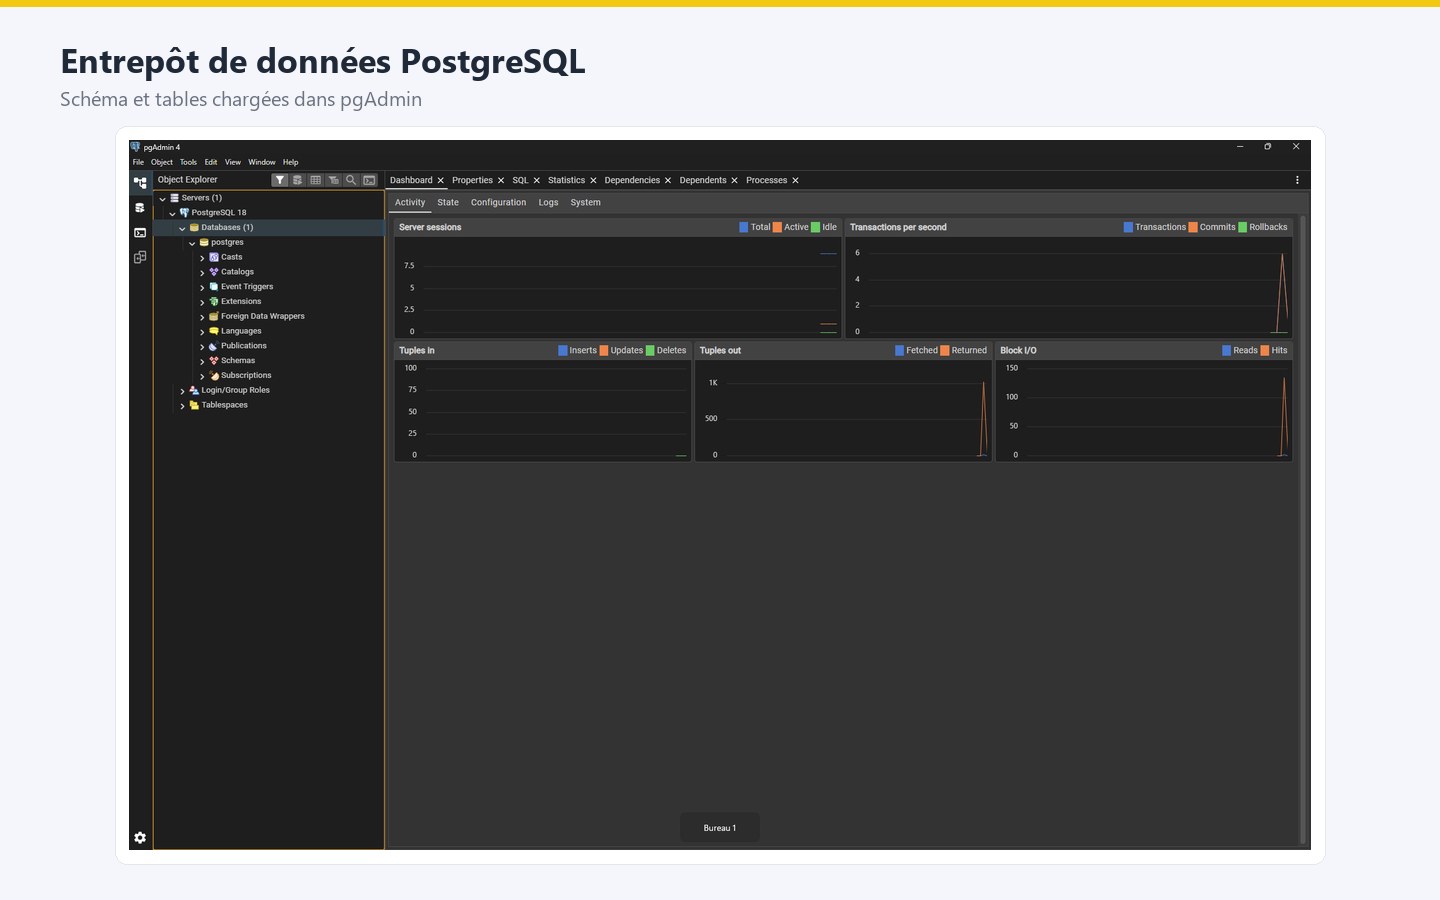 Entrepôt de données PostgreSQL
Schéma et tables chargées dans pgAdmin
pgAdmin 4
File Object Tools Edit View Window Help
Object Explorer
Servers (1)
PostgreSQL 18
Databases (1)
postgres
Casts
Catalogs
Event Triggers
Extensions
Foreign Data Wrappers
Languages
Publications
Schemas
Subscriptions
Login/Group Roles
Tablespaces
Dashboard Properties SQL Statistics Dependencies Dependents Processes
Activity State Configuration Logs System
Server sessions Total Active Idle
7.5
5
2.5
0
Transactions per second Transactions Commits Rollbacks
6
4
2
0
Tuples in Inserts Updates Deletes
100
75
50
25
0
Tuples out Fetched Returned
1K
500
0
Block I/O Reads Hits
150
100
50
0
Bureau 1